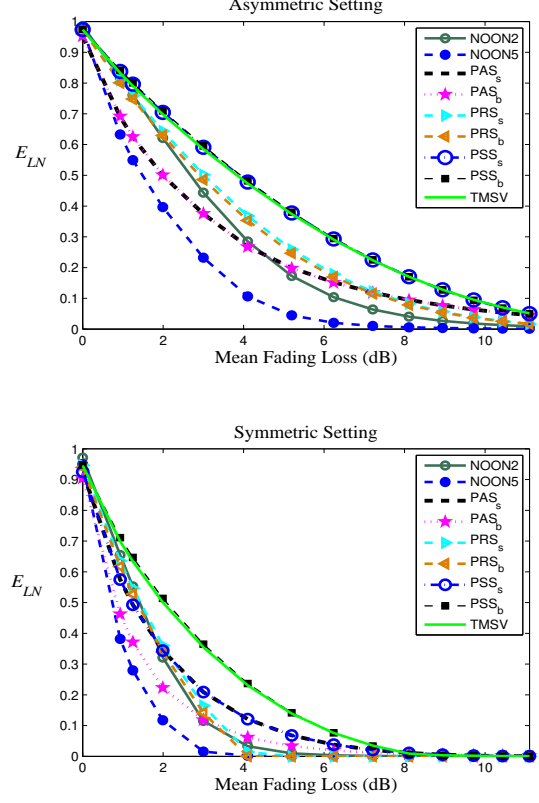 Asymmetric Setting
1
0.9
0.8
0.7
0.6
0.5
0.4
0.3
0.2
0.1
0
E_LN
0 2 4 6 8 10
Mean Fading Loss (dB)
NOON2
NOON5
PAS_s
PAS_b
PRS_s
PRS_b
PSS_s
PSS_b
TMSV
Symmetric Setting
1
0.9
0.8
0.7
0.6
0.5
0.4
0.3
0.2
0.1
0
E_LN
0 2 4 6 8 10
Mean Fading Loss (dB)
NOON2
NOON5
PAS_s
PAS_b
PRS_s
PRS_b
PSS_s
PSS_b
TMSV